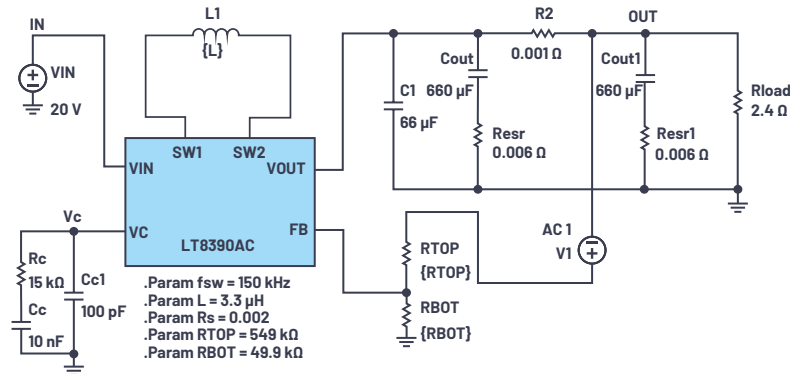 IN
VIN
20 V
L1
{L}
SW1
SW2
VIN
VOUT
VC
FB
LT8390AC
Vc
Rc
15 kΩ
Cc
10 nF
Cc1
100 pF
.Param fsw = 150 kHz
.Param L = 3.3 µH
.Param Rs = 0.002
.Param RTOP = 549 kΩ
.Param RBOT = 49.9 kΩ
C1
66 µF
Cout
660 µF
Resr
0.006 Ω
R2
0.001 Ω
OUT
Cout1
660 µF
Resr1
0.006 Ω
Rload
2.4 Ω
AC 1
V1
RTOP
{RTOP}
RBOT
{RBOT}